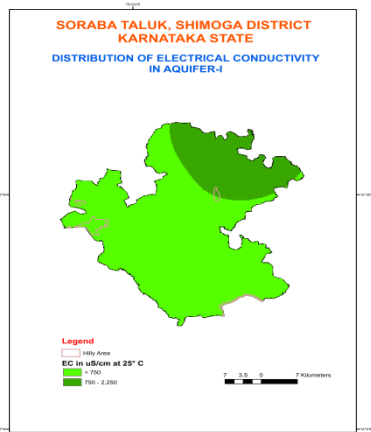 SORABA TALUK, SHIMOGA DISTRICT
KARNATAKA STATE
DISTRIBUTION OF ELECTRICAL CONDUCTIVITY
IN AQUIFER-I
Legend
Hilly Area
EC in uS/cm at 25° C
< 750
750 - 2,250
7 3.5 0 7 Kilometers